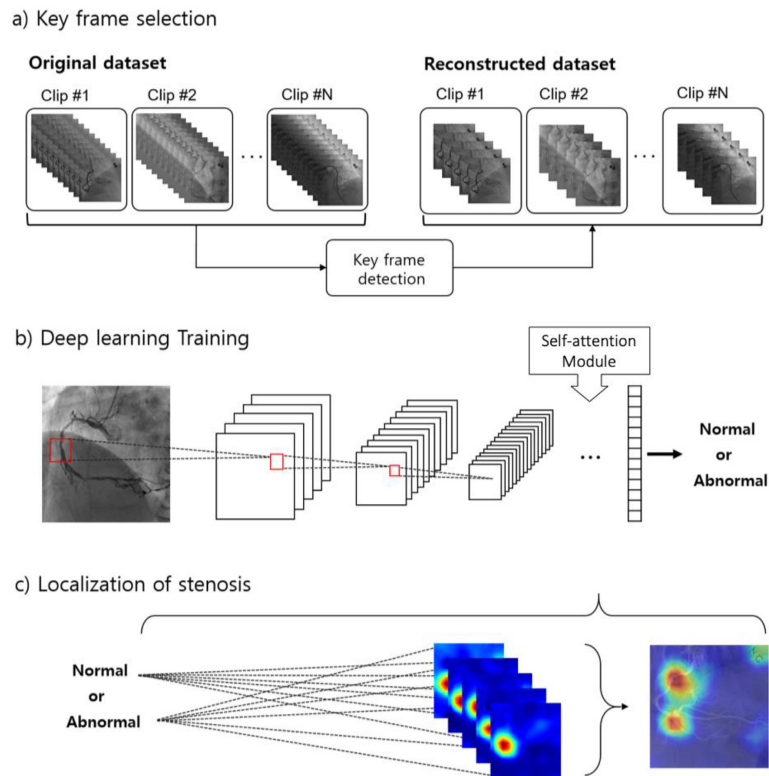 a) Key frame selection
Original dataset
Reconstructed dataset
Clip #1
Clip #2
Clip #N
Clip #1
Clip #2
Clip #N
...
...
Key frame
detection
b) Deep learning Training
Self-attention
Module
...
Normal
or
Abnormal
c) Localization of stenosis
Normal
or
Abnormal